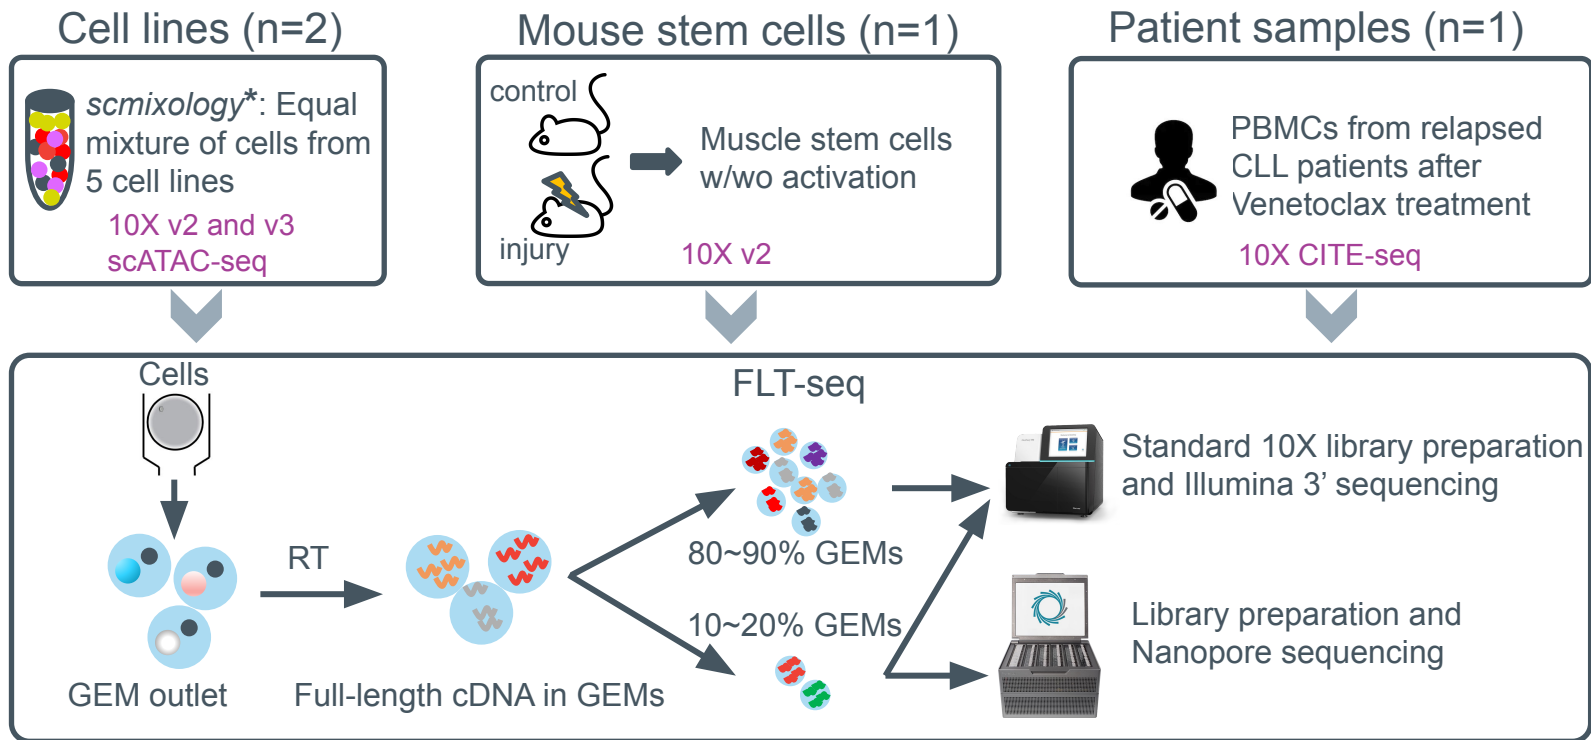 Cell lines (n=2)
scmixology*: Equal
mixture of cells from
5 cell lines
10X v2 and v3
scATAC-seq
Mouse stem cells (n=1)
control
injury
Muscle stem cells
w/wo activation
10X v2
Patient samples (n=1)
PBMCs from relapsed
CLL patients after
Venetoclax treatment
10X CITE-seq
Cells
GEM outlet
RT
Full-length cDNA in GEMs
FLT-seq
80~90% GEMs
10~20% GEMs
Standard 10X library preparation
and Illumina 3’ sequencing
Library preparation and
Nanopore sequencing